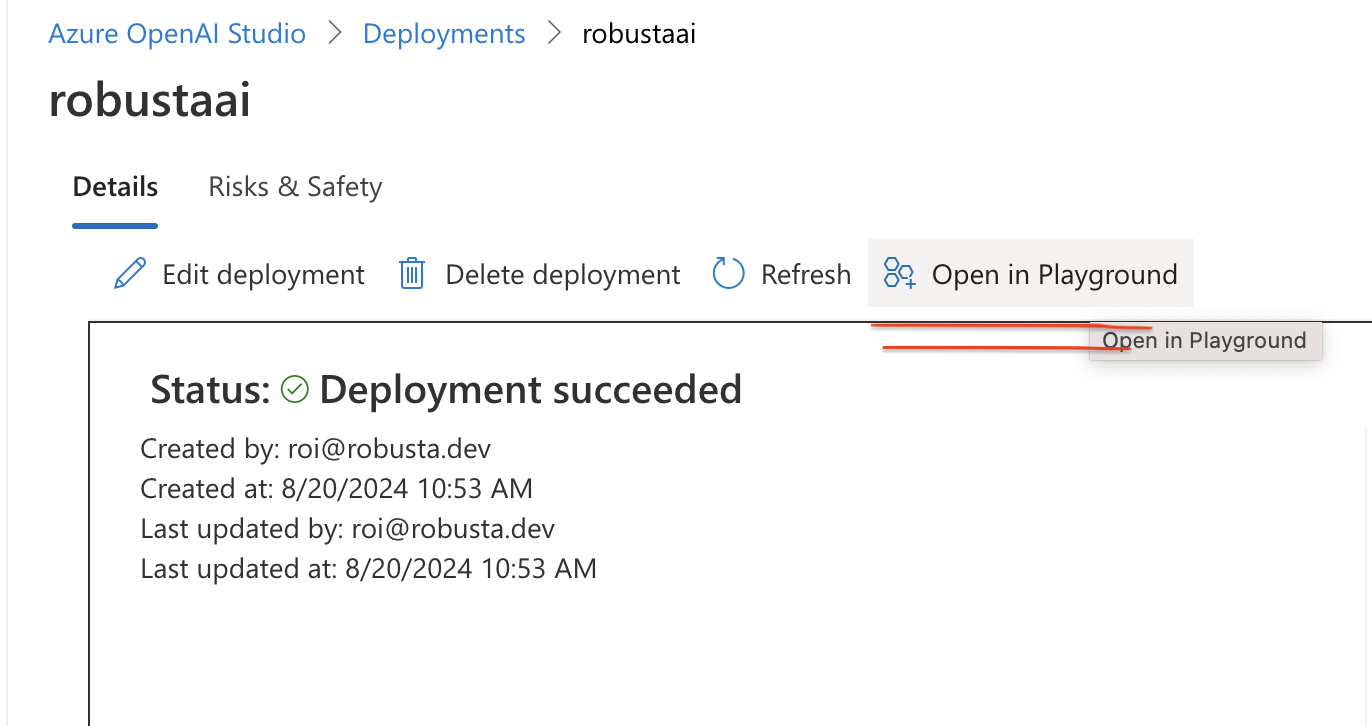 Azure OpenAI Studio > Deployments > robustaai
robustaai
Details Risks & Safety
Edit deployment Delete deployment Refresh Open in Playground
Open in Playground
Status: Deployment succeeded
Created by: roi@robusta.dev
Created at: 8/20/2024 10:53 AM
Last updated by: roi@robusta.dev
Last updated at: 8/20/2024 10:53 AM